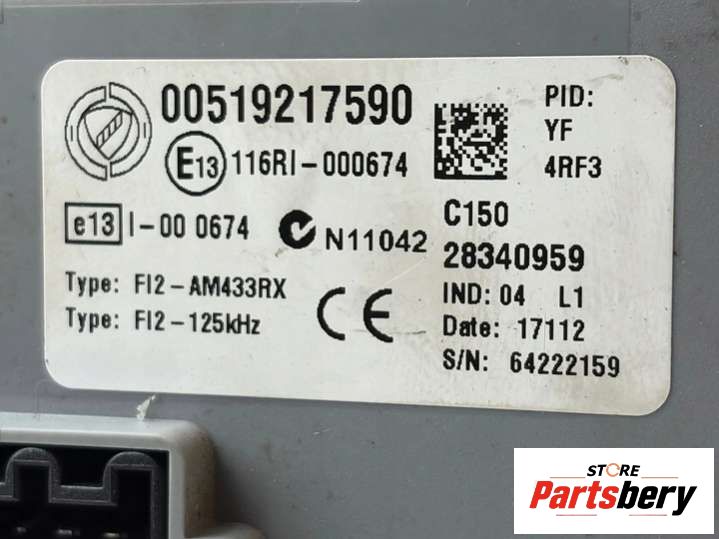 00519217590
E13 116RI-000674
e13 I-00 0674
N11042
Type: FI2-AM433RX
Type: FI2-125kHz
CE
PID:
YF
4RF3
C150
28340959
IND: 04 L1
Date: 17112
S/N: 64222159
STORE
Partsbery